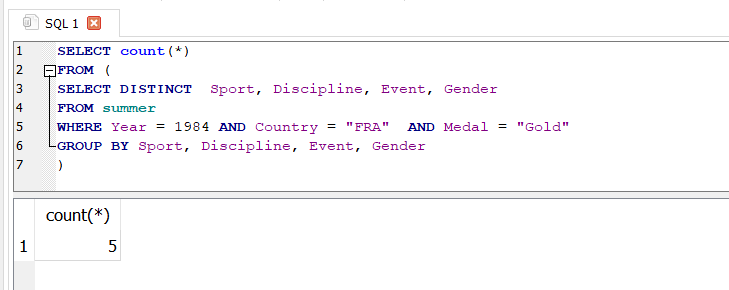 SQL 1
1 SELECT count(*)
2 FROM (
3 SELECT DISTINCT  Sport, Discipline, Event, Gender
4 FROM summer
5 WHERE Year = 1984 AND Country = "FRA"  AND Medal = "Gold"
6 GROUP BY Sport, Discipline, Event, Gender
7 )
count(*)
1 5